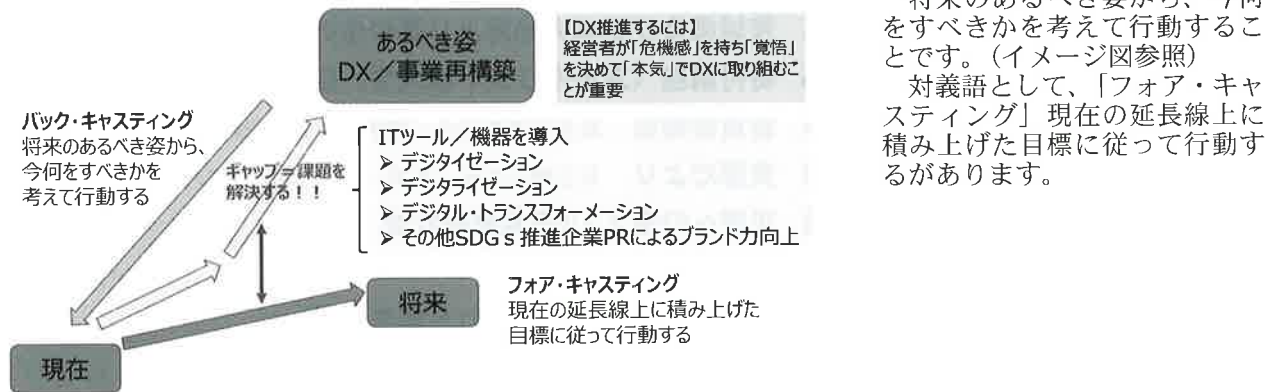 あるべき姿
DX／事業再構築
【DX推進するには】
経営者が「危機感」を持ち「覚悟」
を決めて「本気」でDXに取り組むこ
とが重要
バック・キャスティング
将来のあるべき姿から、
今何をすべきかを
考えて行動する
ギャップ＝課題を
解決する！！
ITツール／機器を導入
➢ デジタイゼーション
➢ デジタライゼーション
➢ デジタル・トランスフォーメーション
➢ その他SDGｓ推進企業PRによるブランド力向上
フォア・キャスティング
現在の延長線上に積み上げた
目標に従って行動する
将来
現在
将来のあるべき姿から、今何
をすべきかを考えて行動するこ
とです。（イメージ図参照）
対義語として、「フォア・キャ
スティング」現在の延長線上に
積み上げた目標に従って行動す
るがあります。